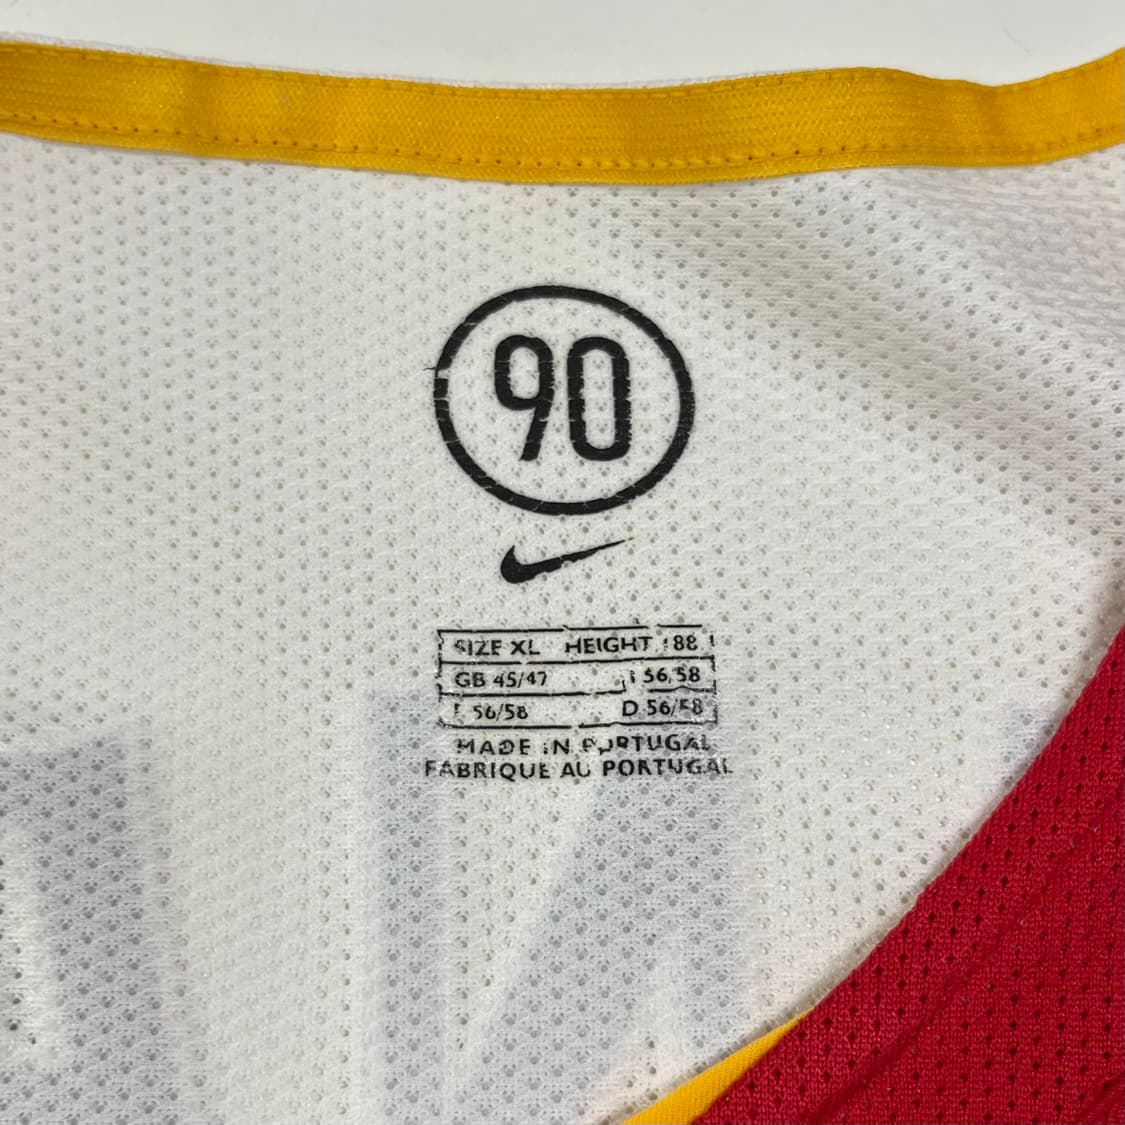 90
SIZE XL HEIGHT 188
GB 45/47 I 56/58
F 56/58 D 56/58
MADE IN PORTUGAL
FABRIQUE AU PORTUGAL